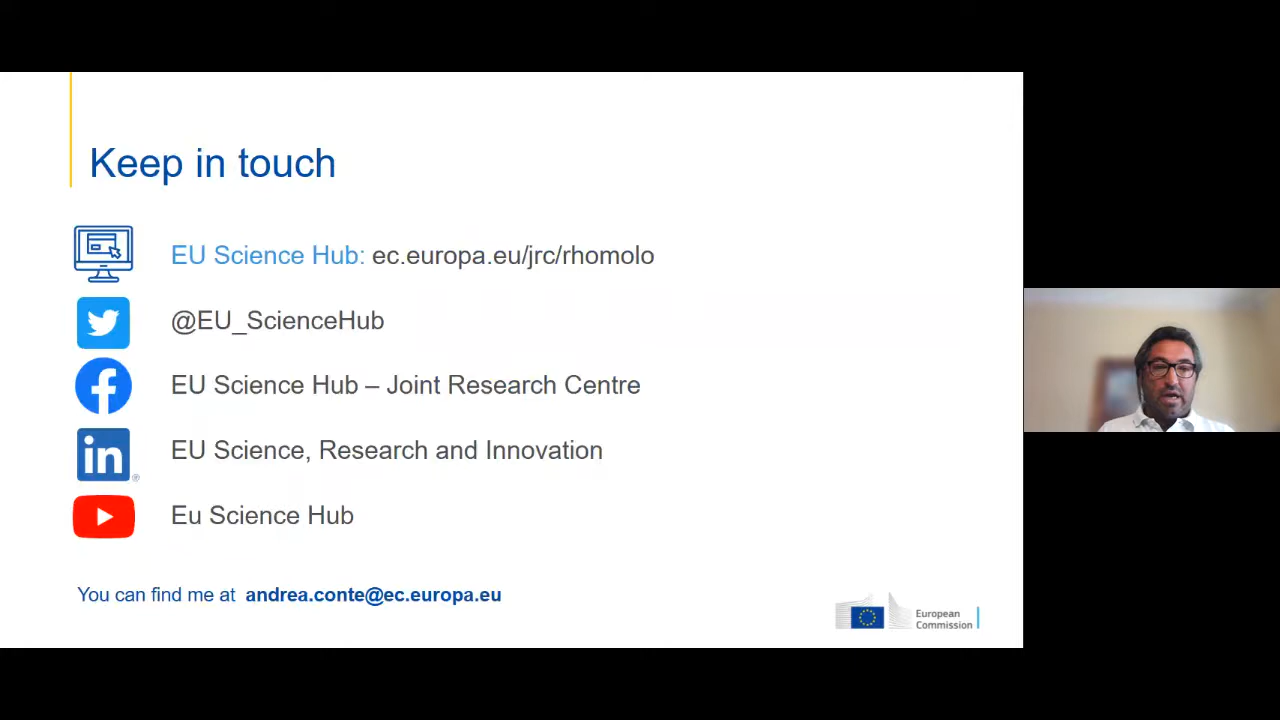 Keep in touch
EU Science Hub: ec.europa.eu/jrc/rhomolo
@EU_ScienceHub
EU Science Hub – Joint Research Centre
in
EU Science, Research and Innovation
Eu Science Hub
You can find me at andrea.conte@ec.europa.eu
European
Commission